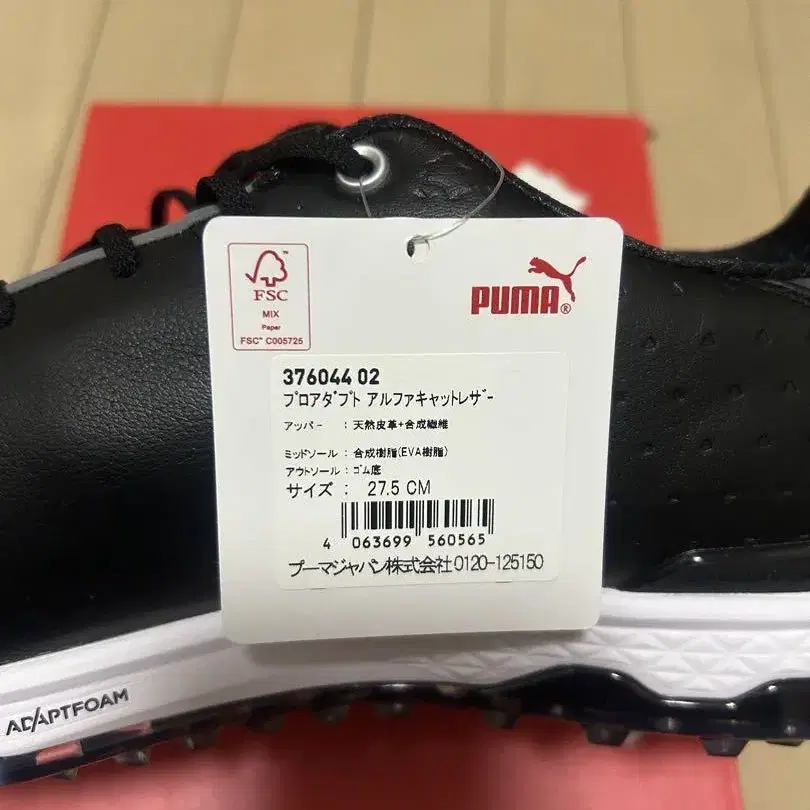 FSC
MIX
Paper
FSC™ C005725
PUMA®
376044 02
プロアダプト アルファキャットレザー
アッパー : 天然皮革+合成繊維
ミッドソール : 合成樹脂(EVA樹脂)
アウトソール : ゴム底
サイズ : 27.5 CM
4 063699 560565
プーマジャパン株式会社0120-125150
ADAPTFOAM